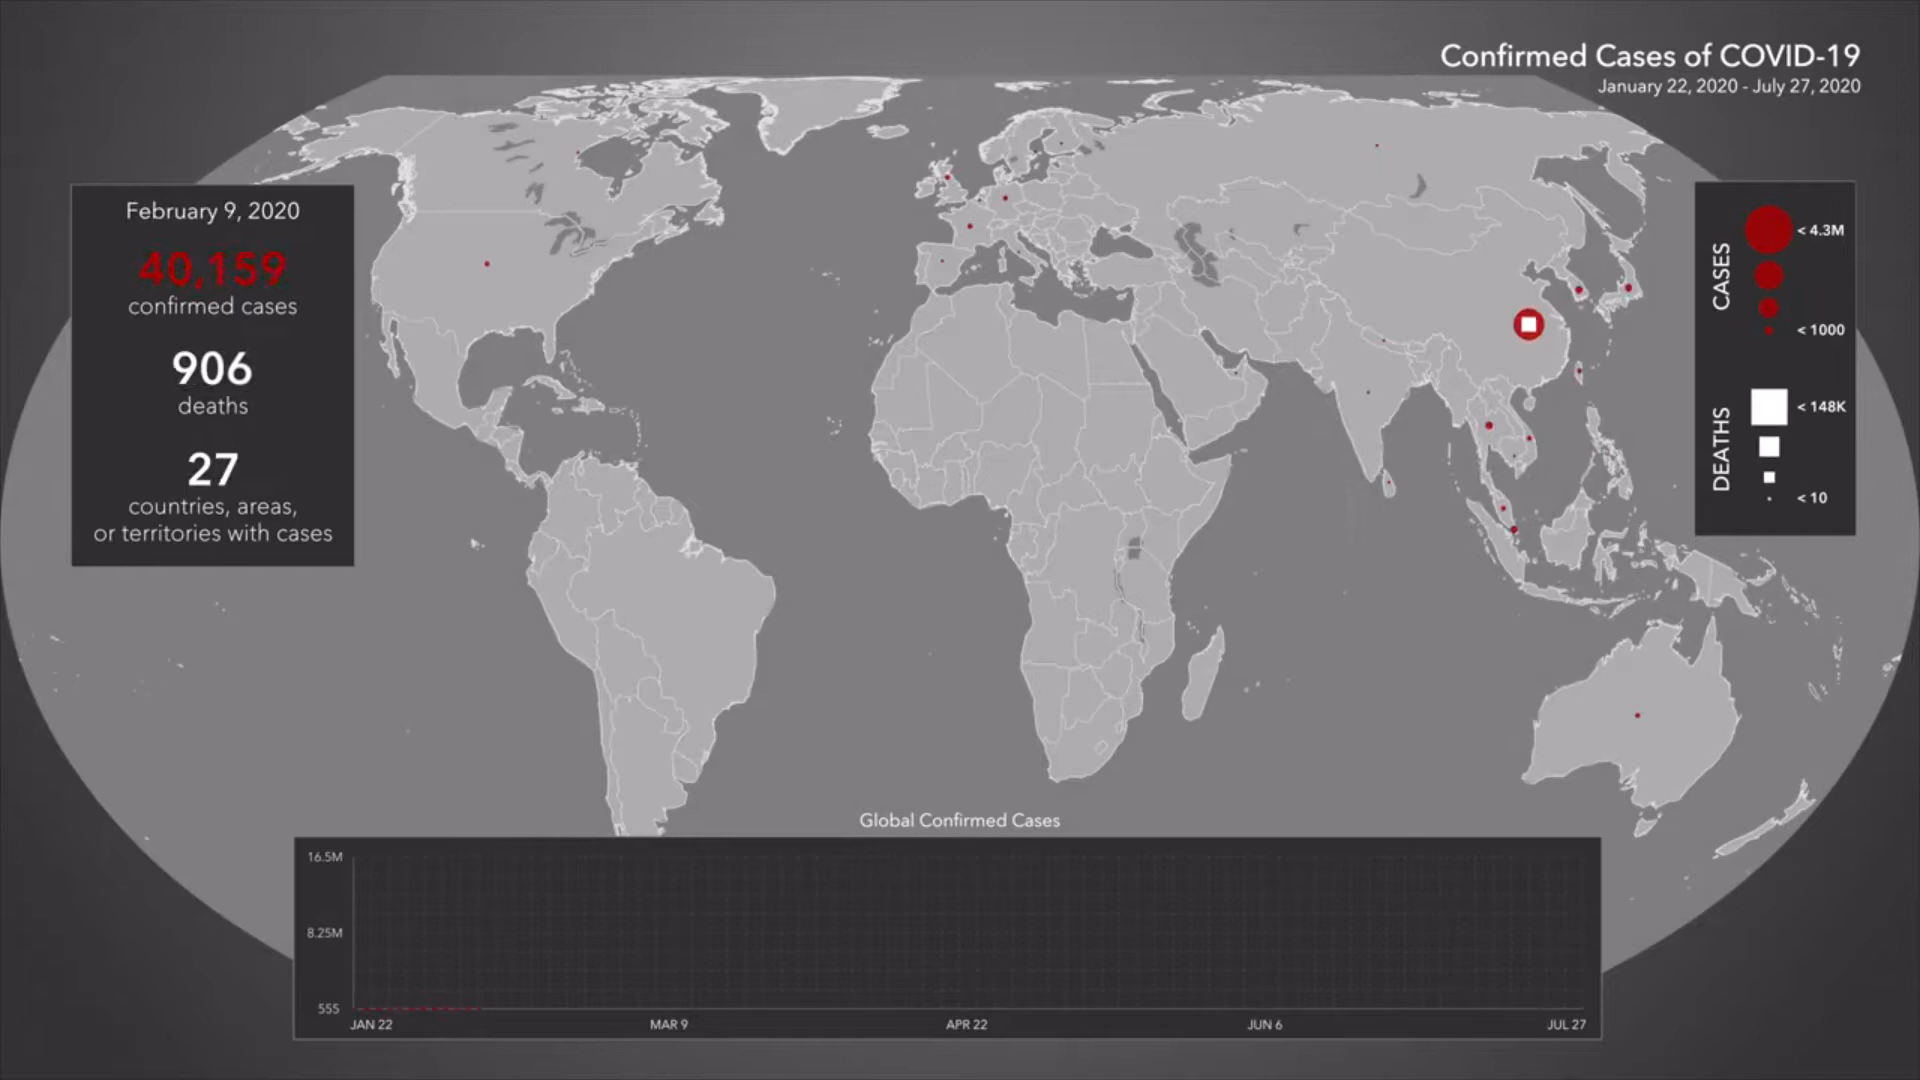 Confirmed Cases of COVID-19
January 22, 2020 - July 27, 2020
February 9, 2020
40,159
confirmed cases
906
deaths
27
countries, areas,
or territories with cases
CASES
< 4.3M
< 1000
DEATHS
< 148K
< 10
Global Confirmed Cases
16.5M
8.25M
555
JAN 22
MAR 9
APR 22
JUN 6
JUL 27